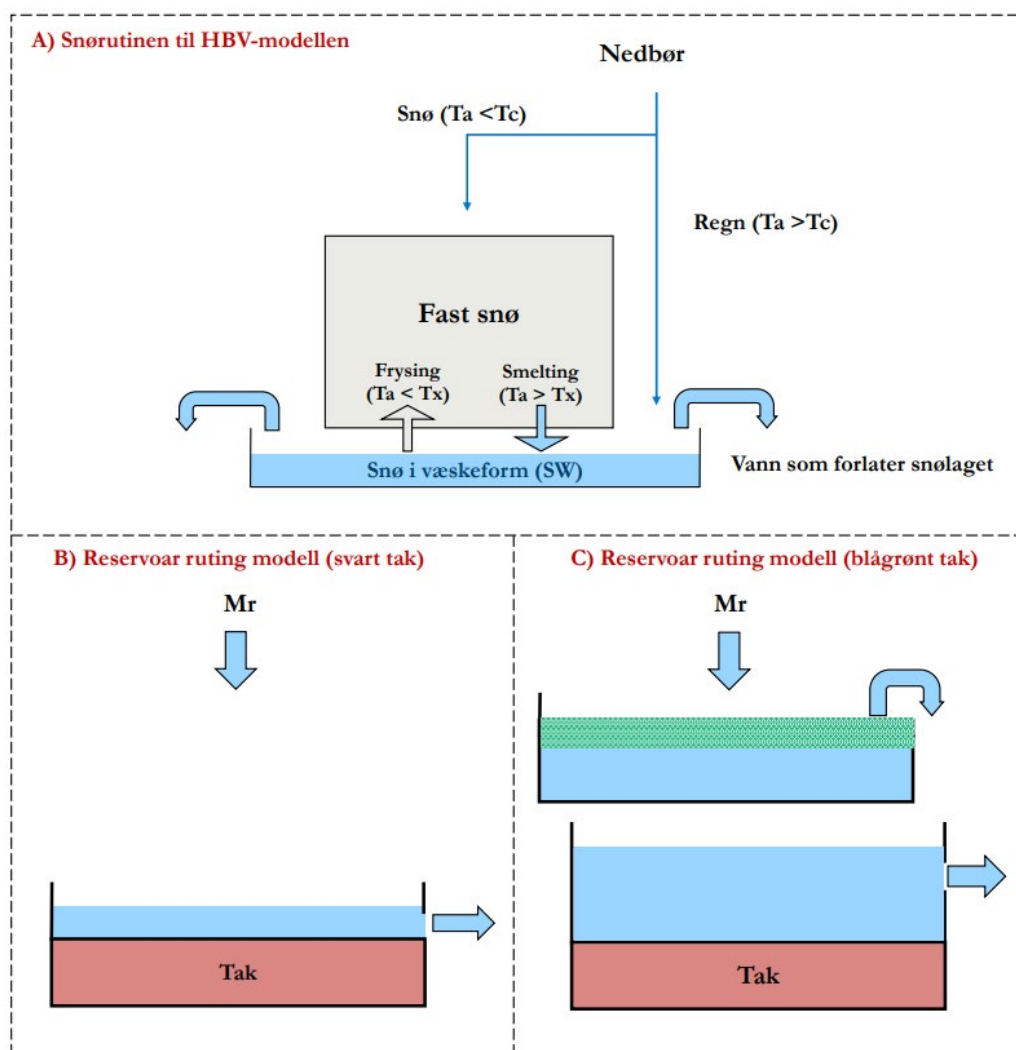 A) Snørutinen til HBV-modellen
Nedbør
Snø (Ta <Tc)
Regn (Ta >Tc)
Fast snø
Frysing
(Ta < Tx)
Smelting
(Ta > Tx)
Snø i væskeform (SW)
Vann som forlater snølaget
B) Reservoar ruting modell (svart tak)
Mr
Tak
C) Reservoar ruting modell (blågrønt tak)
Mr
Tak